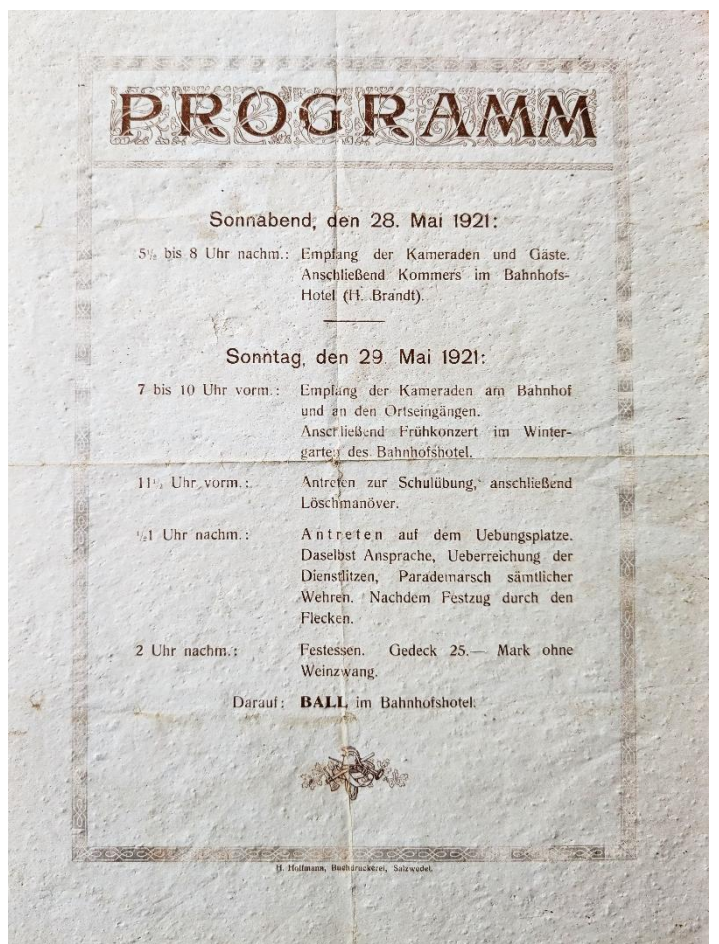 PROGRAMM
Sonnabend, den 28. Mai 1921:
5½ bis 8 Uhr nachm.: Empfang der Kameraden und Gäste.
Anschließend Kommers im Bahnhofs-
Hotel (H. Brandt).
Sonntag, den 29. Mai 1921:
7 bis 10 Uhr vorm.: Empfang der Kameraden am Bahnhof
und an den Ortseingängen.
Anschließend Frühkonzert im Winter-
garten des Bahnhofshotel.
11½ Uhr vorm.: Antreten zur Schulübung, anschließend
Löschmanöver.
½1 Uhr nachm.: Antreten auf dem Uebungsplatze.
Daselbst Ansprache, Ueberreichung der
Dienstlitzen, Parademarsch sämtlicher
Wehren. Nachdem Festzug durch den
Flecken.
2 Uhr nachm.: Festessen. Gedeck 25.— Mark ohne
Weinzwang.
Darauf: BALL im Bahnhofshotel.
H. Hoffmann, Buchdruckerei, Salzwedel.